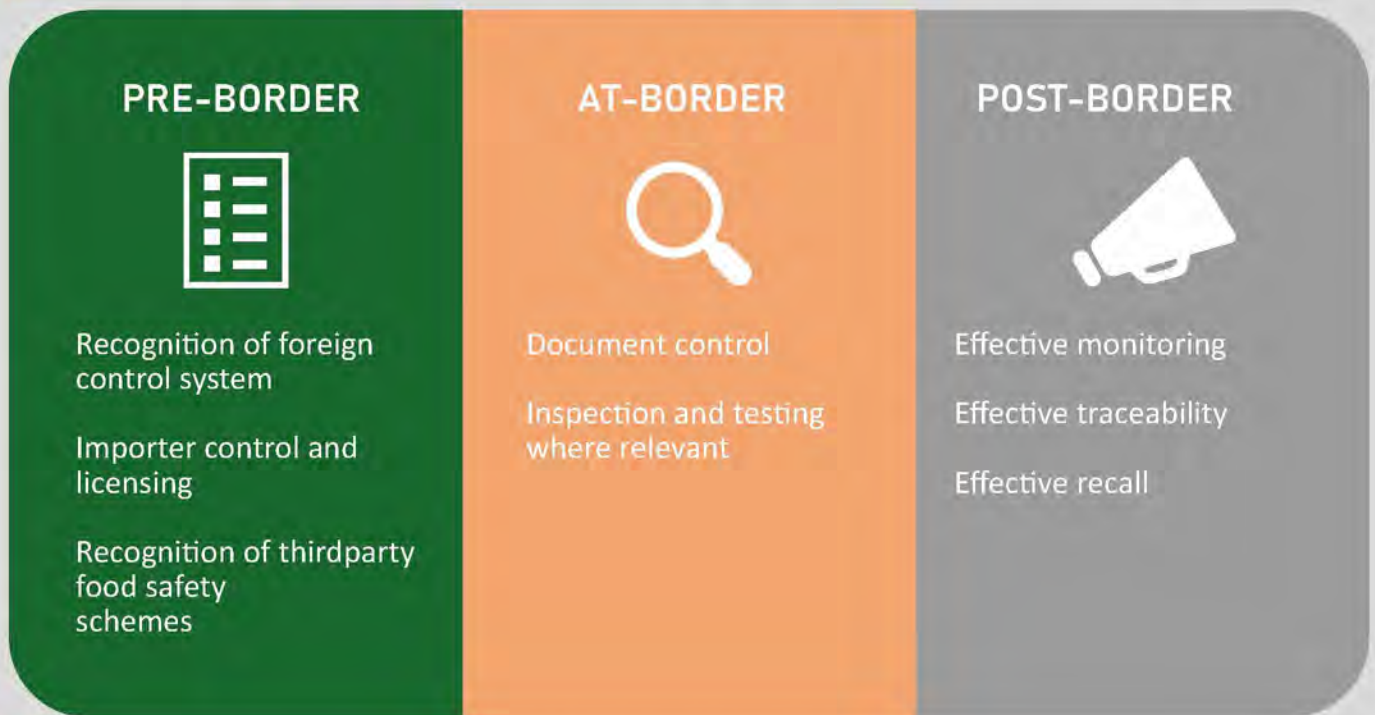 PRE-BORDER
Recognition of foreign
control system
Importer control and
licensing
Recognition of thirdparty
food safety
schemes
AT-BORDER
Document control
Inspection and testing
where relevant
POST-BORDER
Effective monitoring
Effective traceability
Effective recall